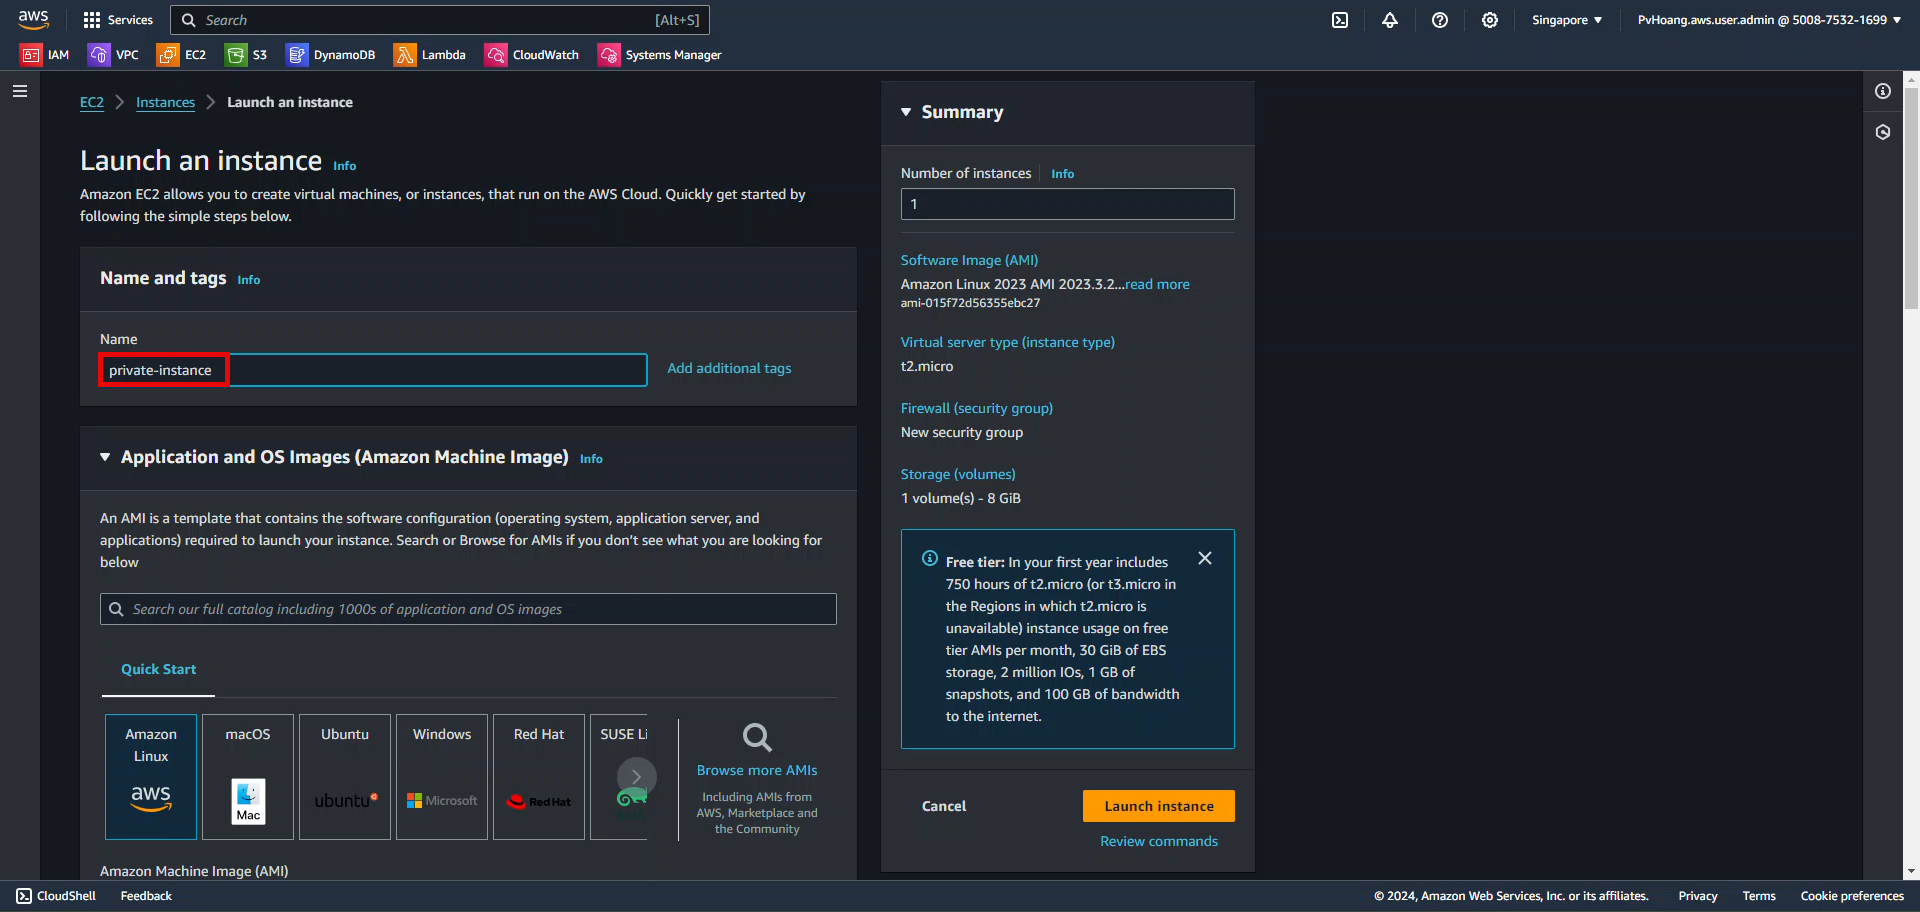 aws
Services
Search
[Alt+S]
Singapore
PvHoang.aws.user.admin @ 5008-7532-1699
IAM
VPC
EC2
S3
DynamoDB
Lambda
CloudWatch
Systems Manager
EC2
Instances
Launch an instance
Launch an instance Info
Amazon EC2 allows you to create virtual machines, or instances, that run on the AWS Cloud. Quickly get started by
following the simple steps below.
Name and tags Info
Name
private-instance
Add additional tags
Application and OS Images (Amazon Machine Image) Info
An AMI is a template that contains the software configuration (operating system, application server, and
applications) required to launch your instance. Search or Browse for AMIs if you don't see what you are looking for
below
Search our full catalog including 1000s of application and OS images
Quick Start
Amazon
Linux
aws
macOS
Mac
Ubuntu
ubuntu
Windows
Microsoft
Red Hat
Red Hat
SUSE Li
Browse more AMIs
Including AMIs from
AWS, Marketplace and
the Community
Amazon Machine Image (AMI)
Summary
Number of instances Info
1
Software Image (AMI)
Amazon Linux 2023 AMI 2023.3.2...read more
ami-015f72d56355ebc27
Virtual server type (instance type)
t2.micro
Firewall (security group)
New security group
Storage (volumes)
1 volume(s) - 8 GiB
Free tier: In your first year includes
750 hours of t2.micro (or t3.micro in
the Regions in which t2.micro is
unavailable) instance usage on free
tier AMIs per month, 30 GiB of EBS
storage, 2 million IOs, 1 GB of
snapshots, and 100 GB of bandwidth
to the internet.
Cancel
Launch instance
Review commands
CloudShell
Feedback
© 2024, Amazon Web Services, Inc. or its affiliates.
Privacy
Terms
Cookie preferences